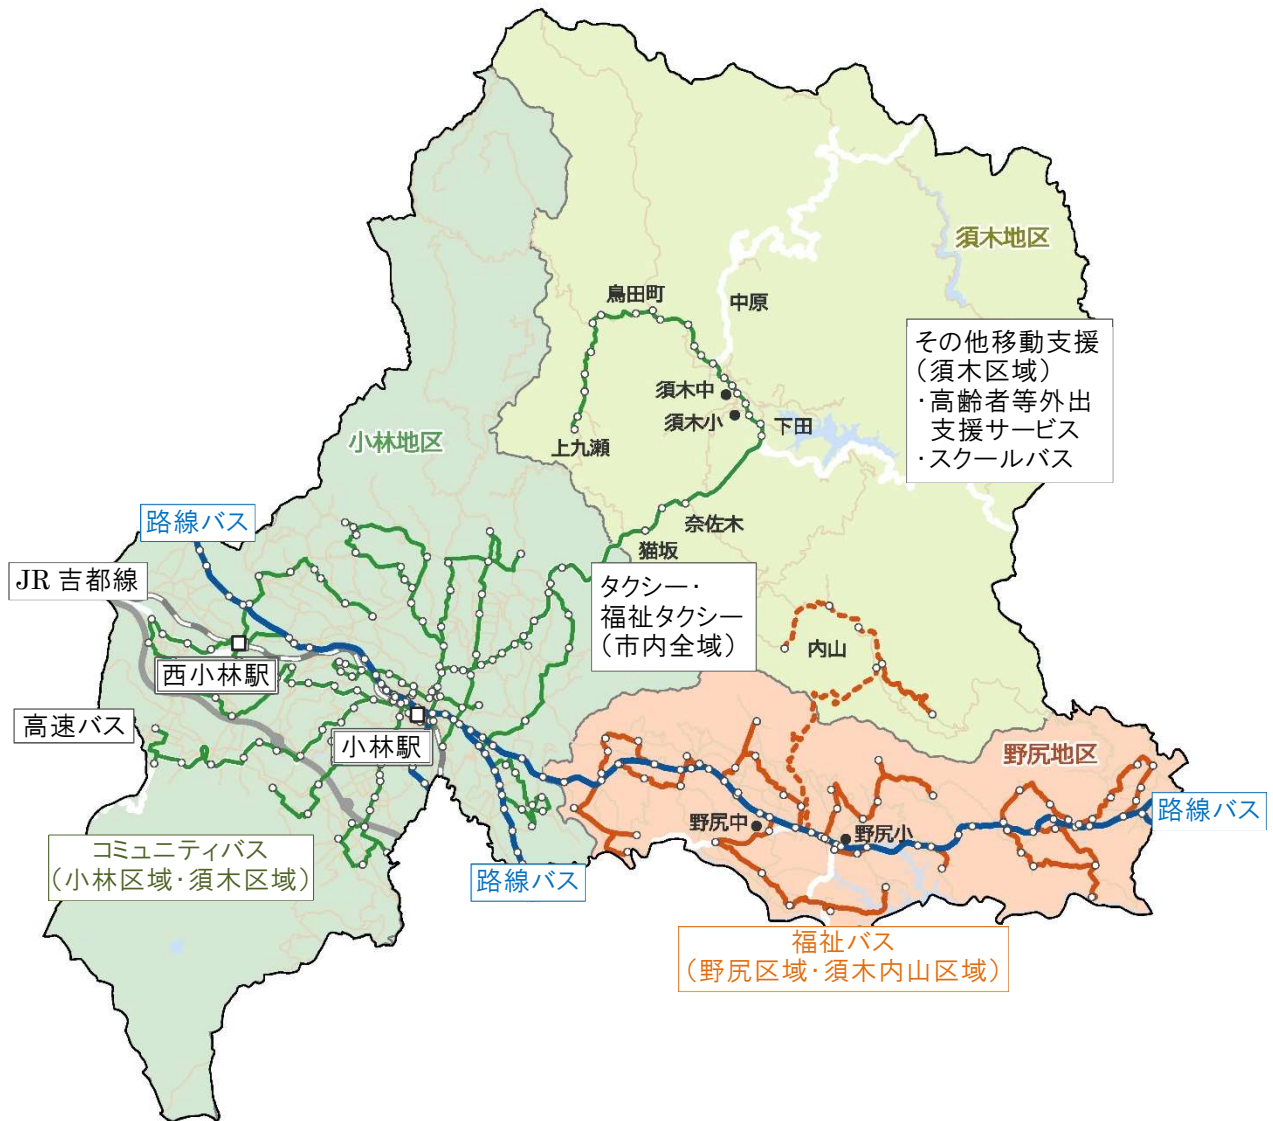 須木地区
鳥田町
中原
その他移動支援
（須木区域）
・高齢者等外出
支援サービス
・スクールバス
須木中
須木小
下田
小林地区
上九瀬
路線バス
奈佐木
猫坂
JR 吉都線
タクシー・
福祉タクシー
（市内全域）
内山
西小林駅
高速バス
小林駅
野尻地区
路線バス
野尻中
野尻小
コミュニティバス
（小林区域・須木区域）
路線バス
福祉バス
（野尻区域・須木内山区域）